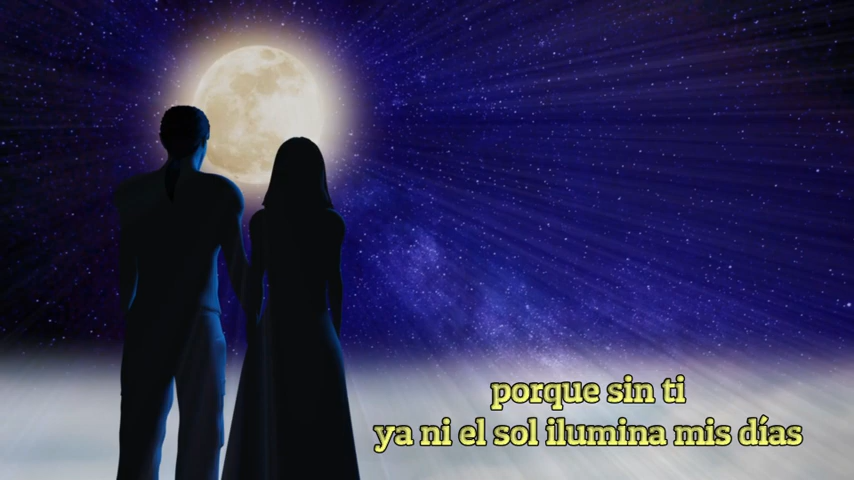 porque sin ti
ya ni el sol ilumina mis días